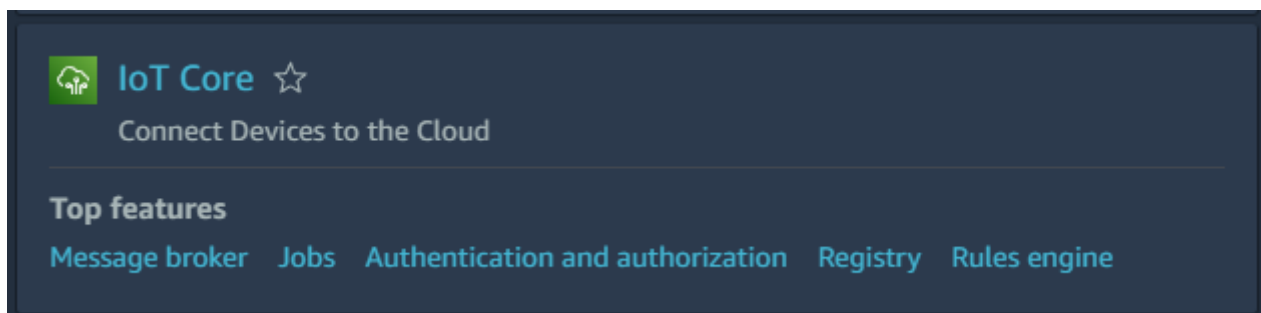 IoT Core
Connect Devices to the Cloud
Top features
Message broker Jobs Authentication and authorization Registry Rules engine